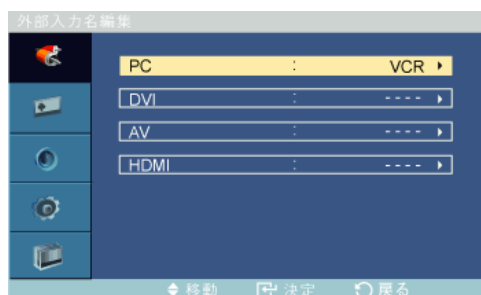 外部入力名編集
PC : VCR
DVI : - - - -
AV : - - - -
HDMI : - - - -
移動 決定 戻る